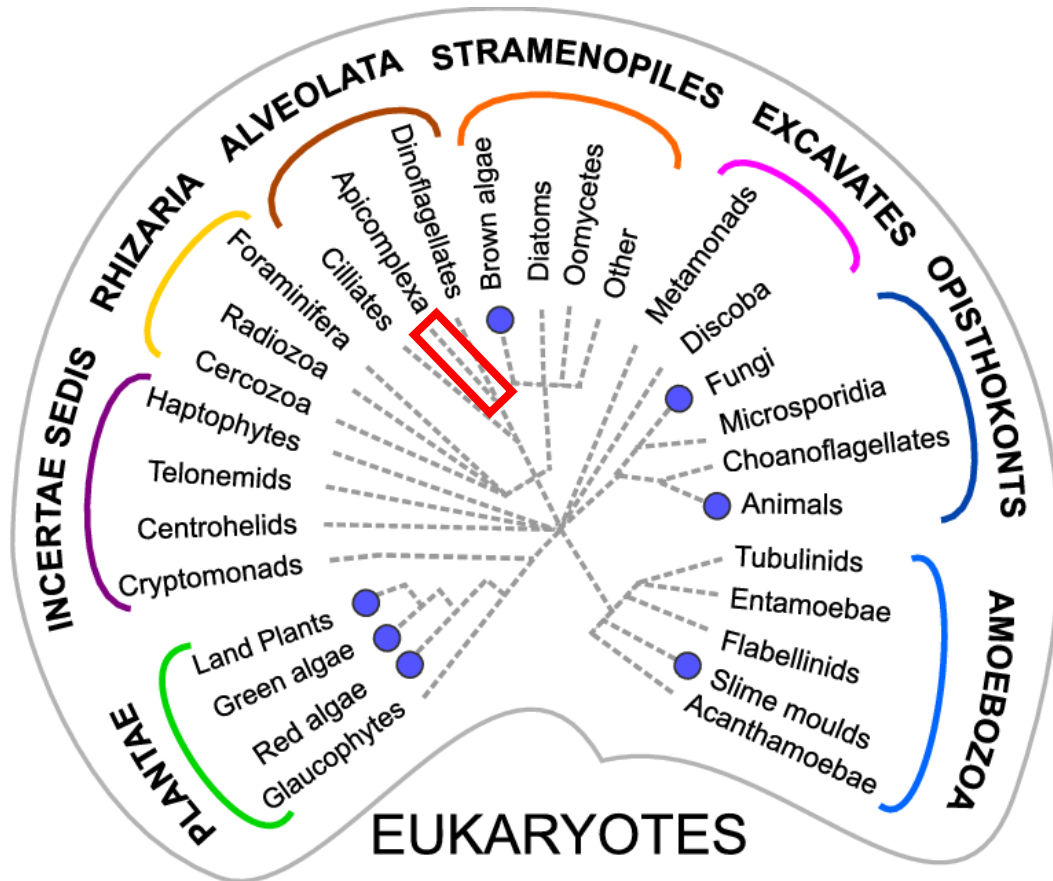 INCERTAE SEDIS
RHIZARIA
ALVEOLATA
STRAMENOPILES
EXCAVATES
OPISTHOKONTS
AMOEBOZOA
PLANTAE
Dinoflagellates
Apicomplexa
Cilliates
Foraminifera
Radiozoa
Cercozoa
Haptophytes
Telonemids
Centrohelids
Cryptomonads
Land Plants
Green algae
Red algae
Glaucophytes
Brown algae
Diatoms
Oomycetes
Other
Metamonads
Discoba
Fungi
Microsporidia
Choanoflagellates
Animals
Tubulinids
Entamoebae
Flabellinids
Slime moulds
Acanthamoebae
EUKARYOTES